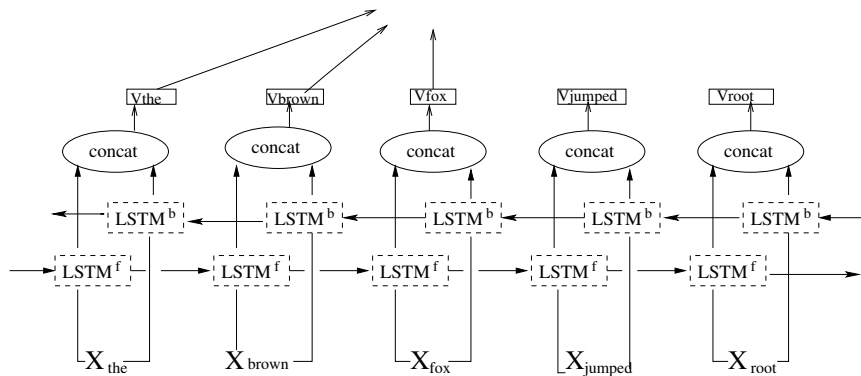 Vthe Vbrown Vfox Vjumped Vroot
concat concat concat concat concat
LSTM b LSTM b LSTM b LSTM b LSTM b
LSTM f LSTM f LSTM f LSTM f LSTM f
X the X brown X fox X jumped X root